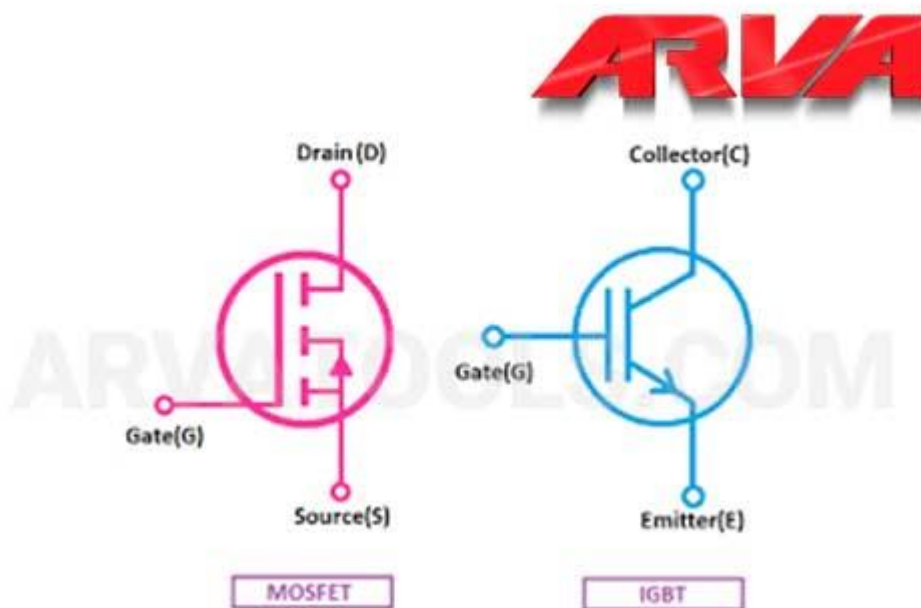 ARVA
Drain(D)
Collector(C)
ARVATOOLS.COM
Gate(G)
Gate(G)
Source(S)
Emitter(E)
MOSFET
IGBT